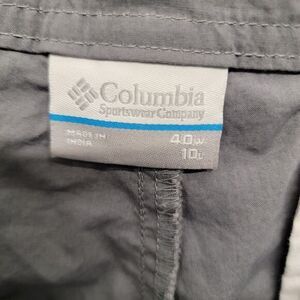 Columbia
Sportswear Company
MADE IN
INDIA
40W
10L